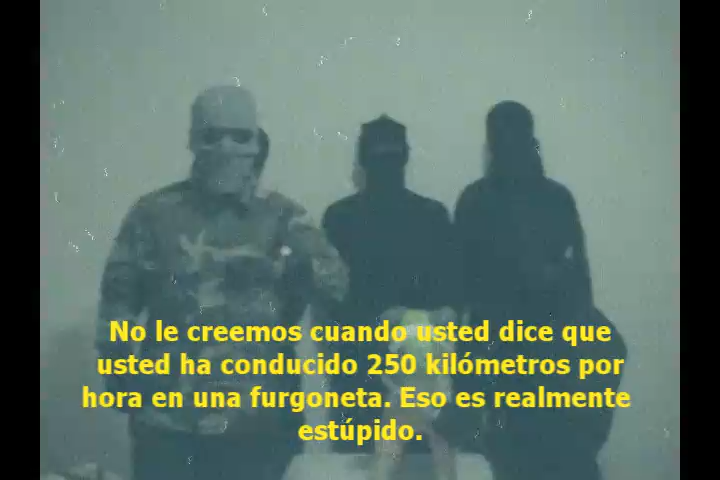 No le creemos cuando usted dice que
usted ha conducido 250 kilómetros por
hora en una furgoneta. Eso es realmente
estúpido.